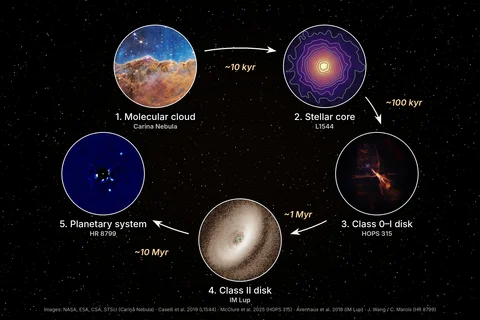 ~10 kyr
1. Molecular cloud
Carina Nebula
2. Stellar core
L1544
~100 kyr
3. Class 0–I disk
HOPS 315
~1 Myr
4. Class II disk
IM Lup
~10 Myr
5. Planetary system
HR 8799
Images: NASA, ESA, CSA, STScI (Carina Nebula) · Caselli et al. 2019 (L1544) · McClure et al. 2025 (HOPS 315) · Avenhaus et al. 2018 (IM Lup) · J. Wang / C. Marois (HR 8799)